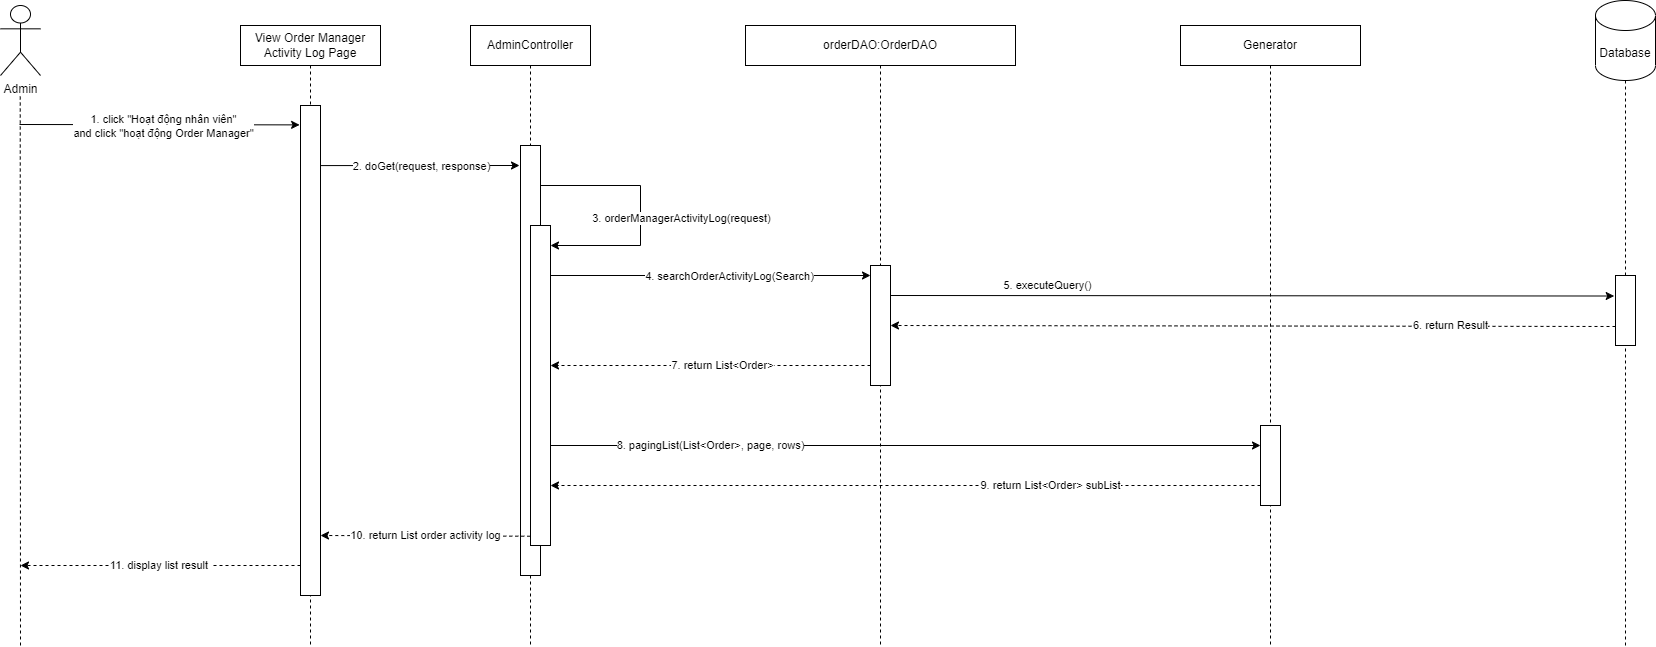 View Order Manager
Activity Log Page
AdminController
orderDAO:OrderDAO
Generator
Database
Admin
1. click "Hoạt động nhân viên"
and click "hoạt động Order Manager"
2. doGet(request, response)
3. orderManagerActivityLog(request)
4. searchOrderActivityLog(Search)
5. executeQuery()
6. return Result
7. return List<Order>
8. pagingList(List<Order>, page, rows)
9. return List<Order> subList
10. return List order activity log
11. display list result